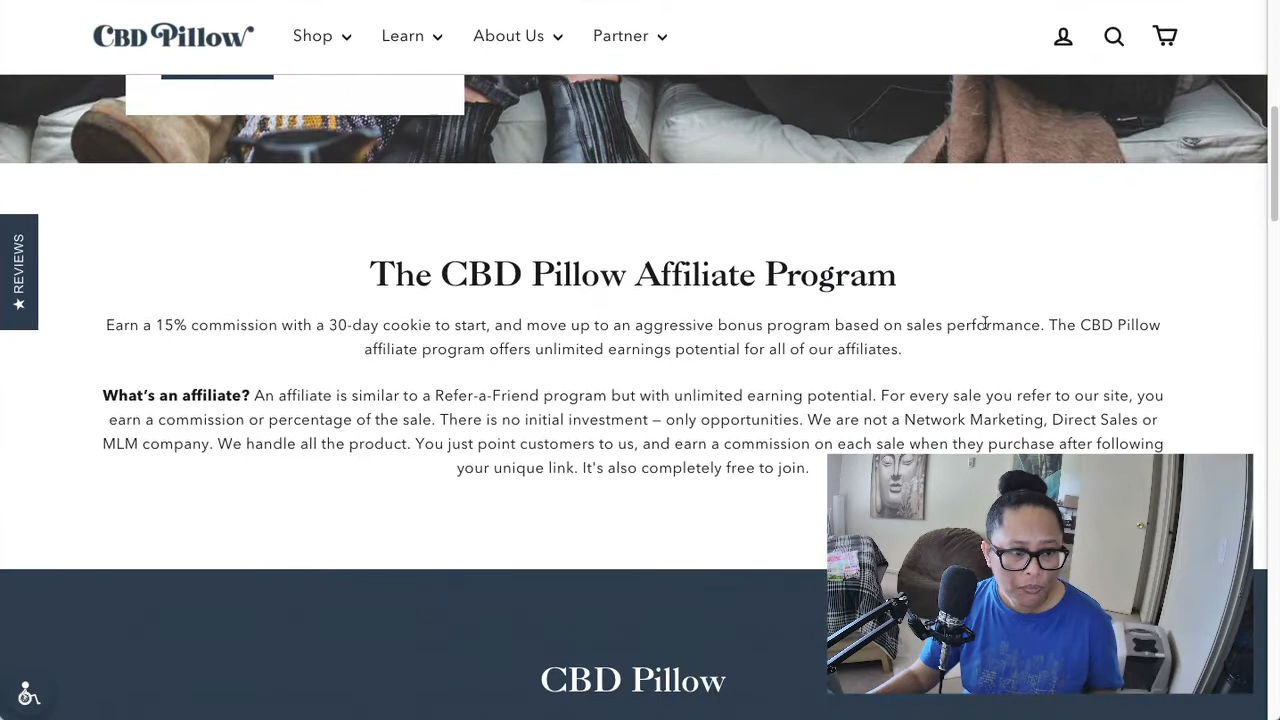 CBD Pillow
Shop
Learn
About Us
Partner
★ REVIEWS
The CBD Pillow Affiliate Program
Earn a 15% commission with a 30-day cookie to start, and move up to an aggressive bonus program based on sales performance. The CBD Pillow
affiliate program offers unlimited earnings potential for all of our affiliates.
What’s an affiliate? An affiliate is similar to a Refer-a-Friend program but with unlimited earning potential. For every sale you refer to our site, you
earn a commission or percentage of the sale. There is no initial investment – only opportunities. We are not a Network Marketing, Direct Sales or
MLM company. We handle all the product. You just point customers to us, and earn a commission on each sale when they purchase after following
your unique link. It's also completely free to join.
CBD Pillow